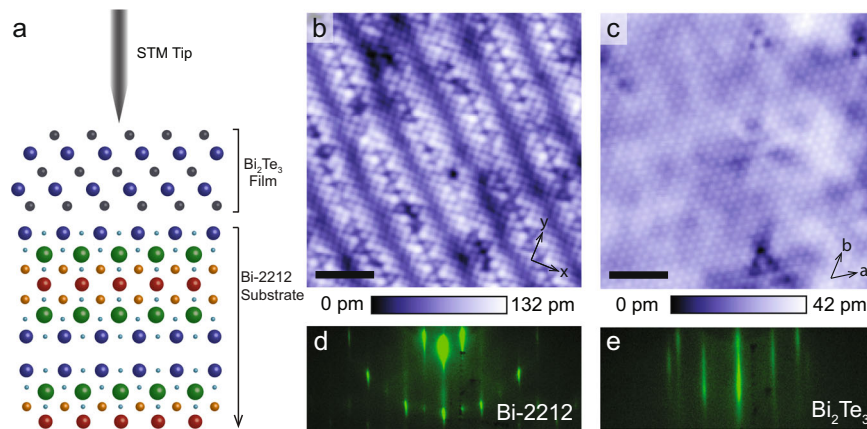 a
STM Tip
Bi₂Te₃
Film
Bi-2212
Substrate
b
y
x
0 pm 132 pm
c
b
a
0 pm 42 pm
d
Bi-2212
e
Bi₂Te₃